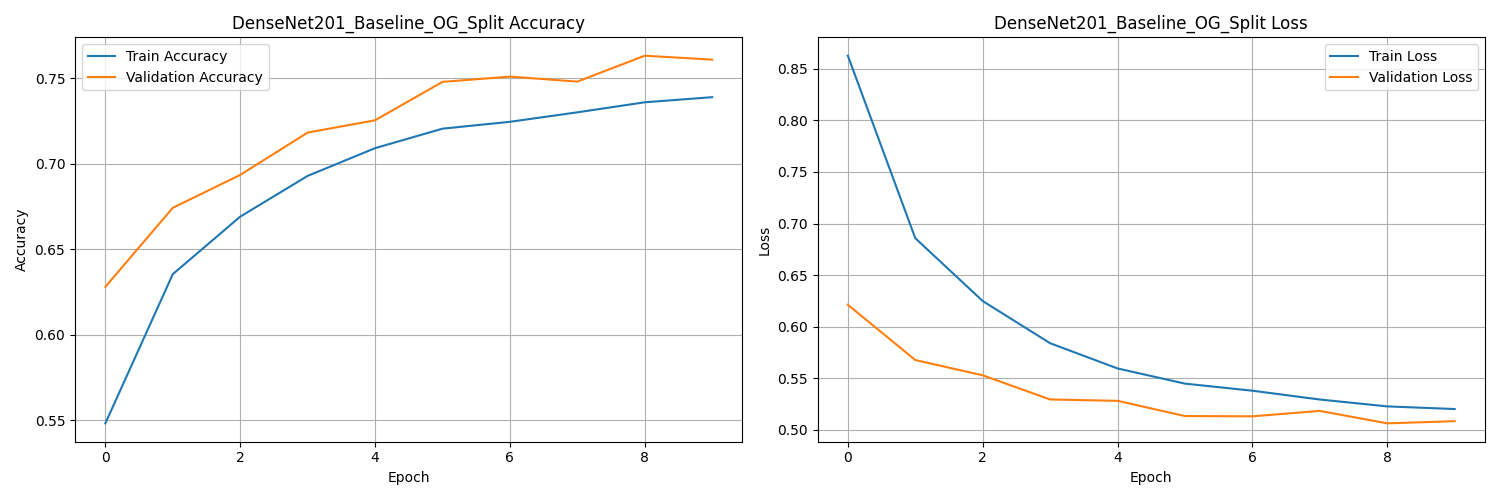 DenseNet201_Baseline_OG_Split Accuracy
Train Accuracy
Validation Accuracy
Accuracy
0.75
0.70
0.65
0.60
0.55
0
2
4
6
8
Epoch
DenseNet201_Baseline_OG_Split Loss
Train Loss
Validation Loss
Loss
0.85
0.80
0.75
0.70
0.65
0.60
0.55
0.50
0
2
4
6
8
Epoch